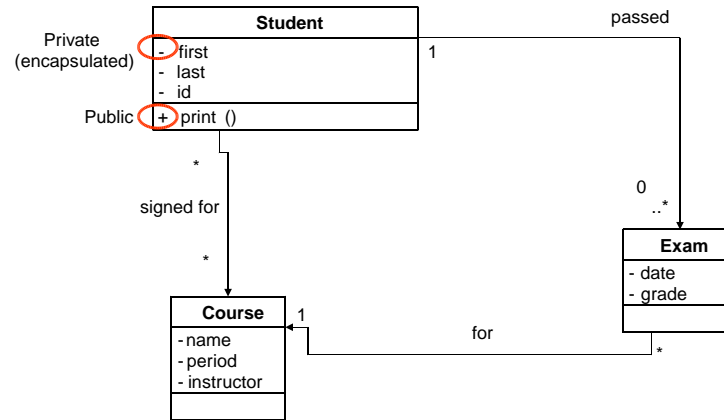 passed
Student
Private
(encapsulated)
- first
1
- last
- id
Public
+ print ()
*
signed for
*
0
..*
Exam
- date
- grade
Course
1
for
*
-name
-period
-instructor